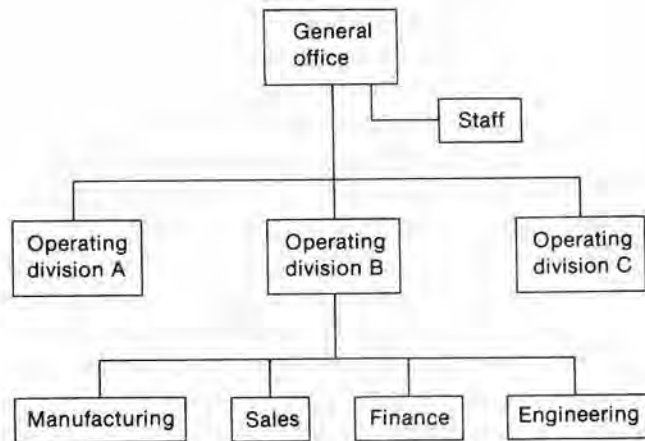 General
office
Staff
Operating
division A
Operating
division B
Operating
division C
Manufacturing
Sales
Finance
Engineering